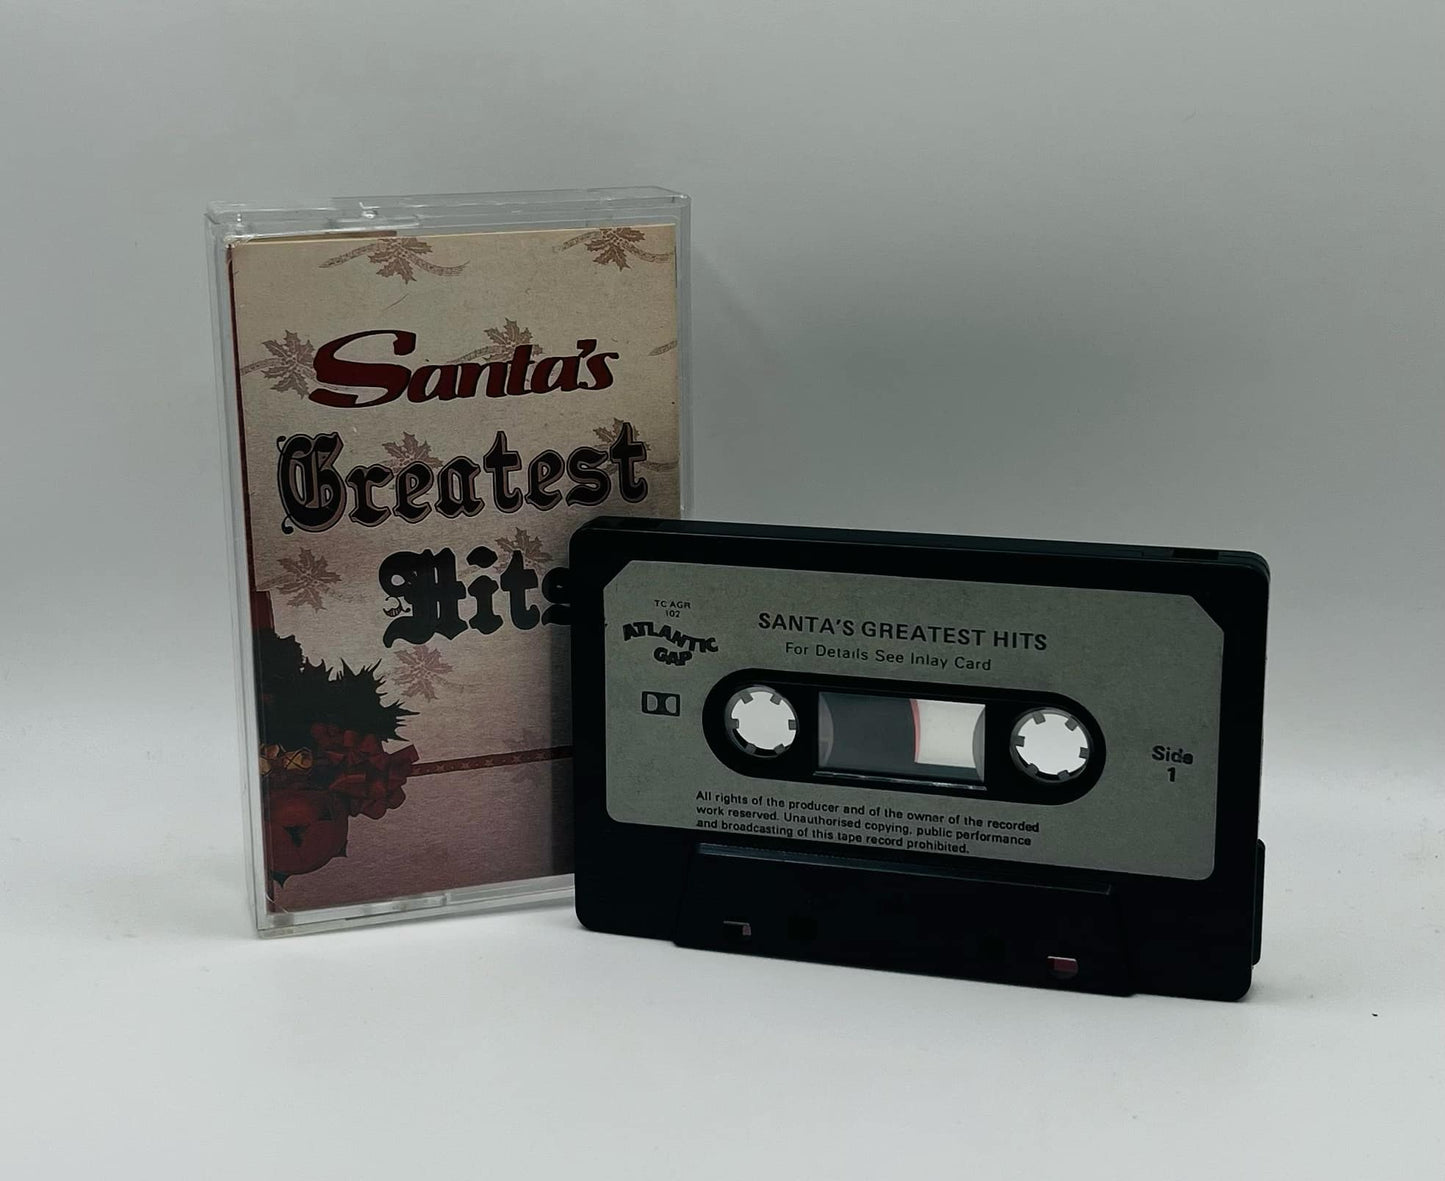 Santa's
Greatest
Hits
TC AGR
102
ATLANTIC
GAP
SANTA'S GREATEST HITS
For Details See Inlay Card
Side
1
All rights of the producer and of the owner of the recorded
work reserved. Unauthorised copying, public performance
and broadcasting of this tape record prohibited.